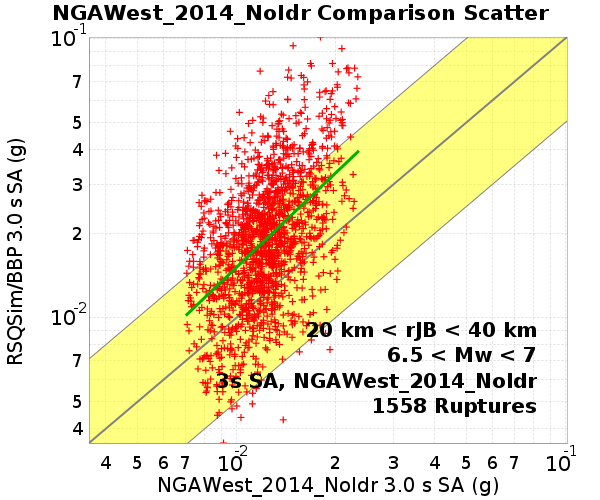 NGAWest_2014_NoIdr Comparison Scatter
RSQSim/BBP 3.0 s SA (g)
10-1
7
5
4
3
2
10-2
7
5
4
20 km < rJB < 40 km
6.5 < Mw < 7
3s SA, NGAWest_2014_NoIdr
1558 Ruptures
4 5 6 7 10-2 2 3 4 5 6 7 10-1
NGAWest_2014_NoIdr 3.0 s SA (g)